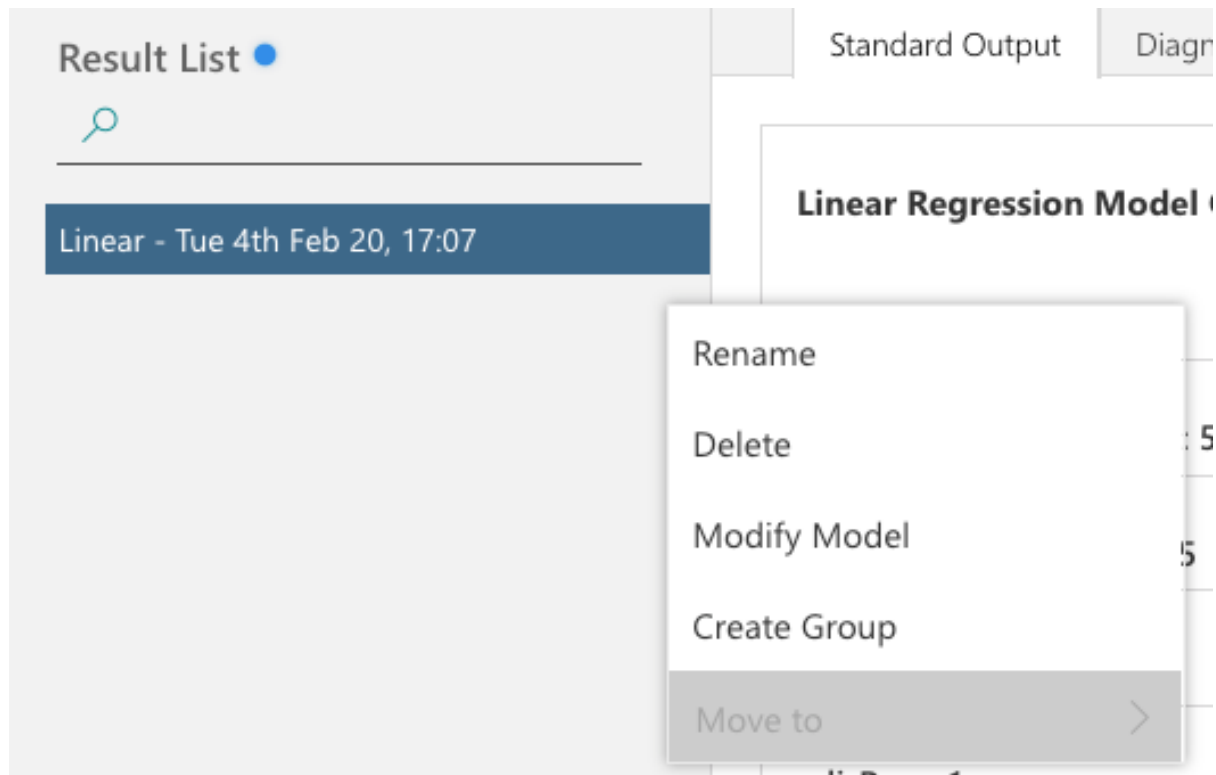 Result List
Linear - Tue 4th Feb 20, 17:07
Standard Output
Linear Regression Model
Rename
Delete
Modify Model
Create Group
Move to